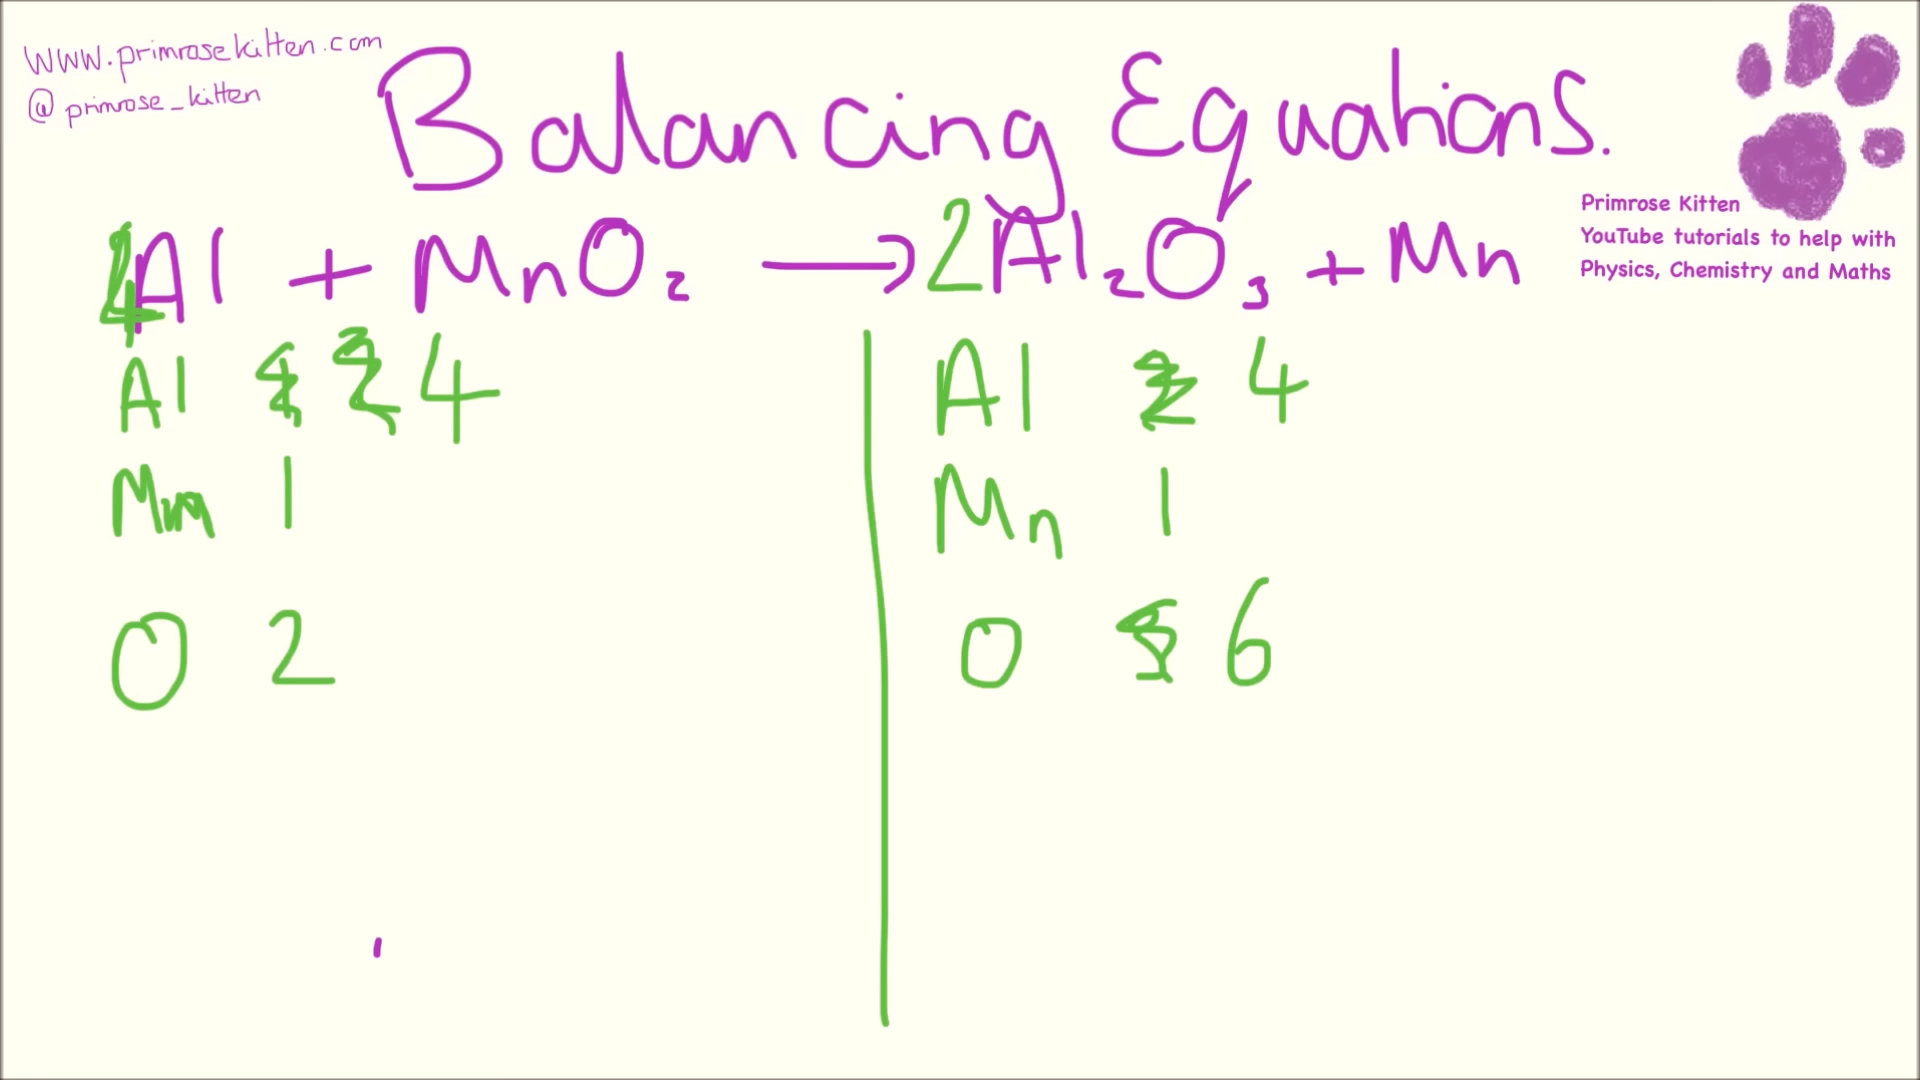 www.primrosekitten.com
@primrose_kitten
Balancing Equations.
Primrose Kitten
YouTube tutorials to help with
Physics, Chemistry and Maths
4Al + MnO₂ → 2Al₂O₃ + Mn
Al 4 Al 4
Mn 1 Mn 1
O 2 O 6